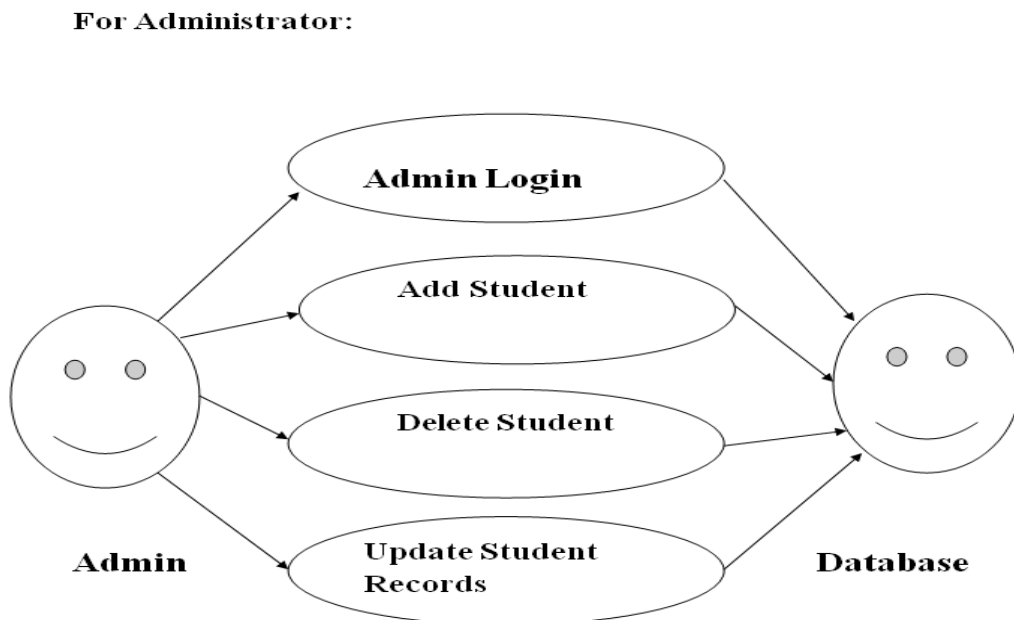 For Administrator:
Admin Login
Add Student
Delete Student
Update Student
Records
Admin
Database